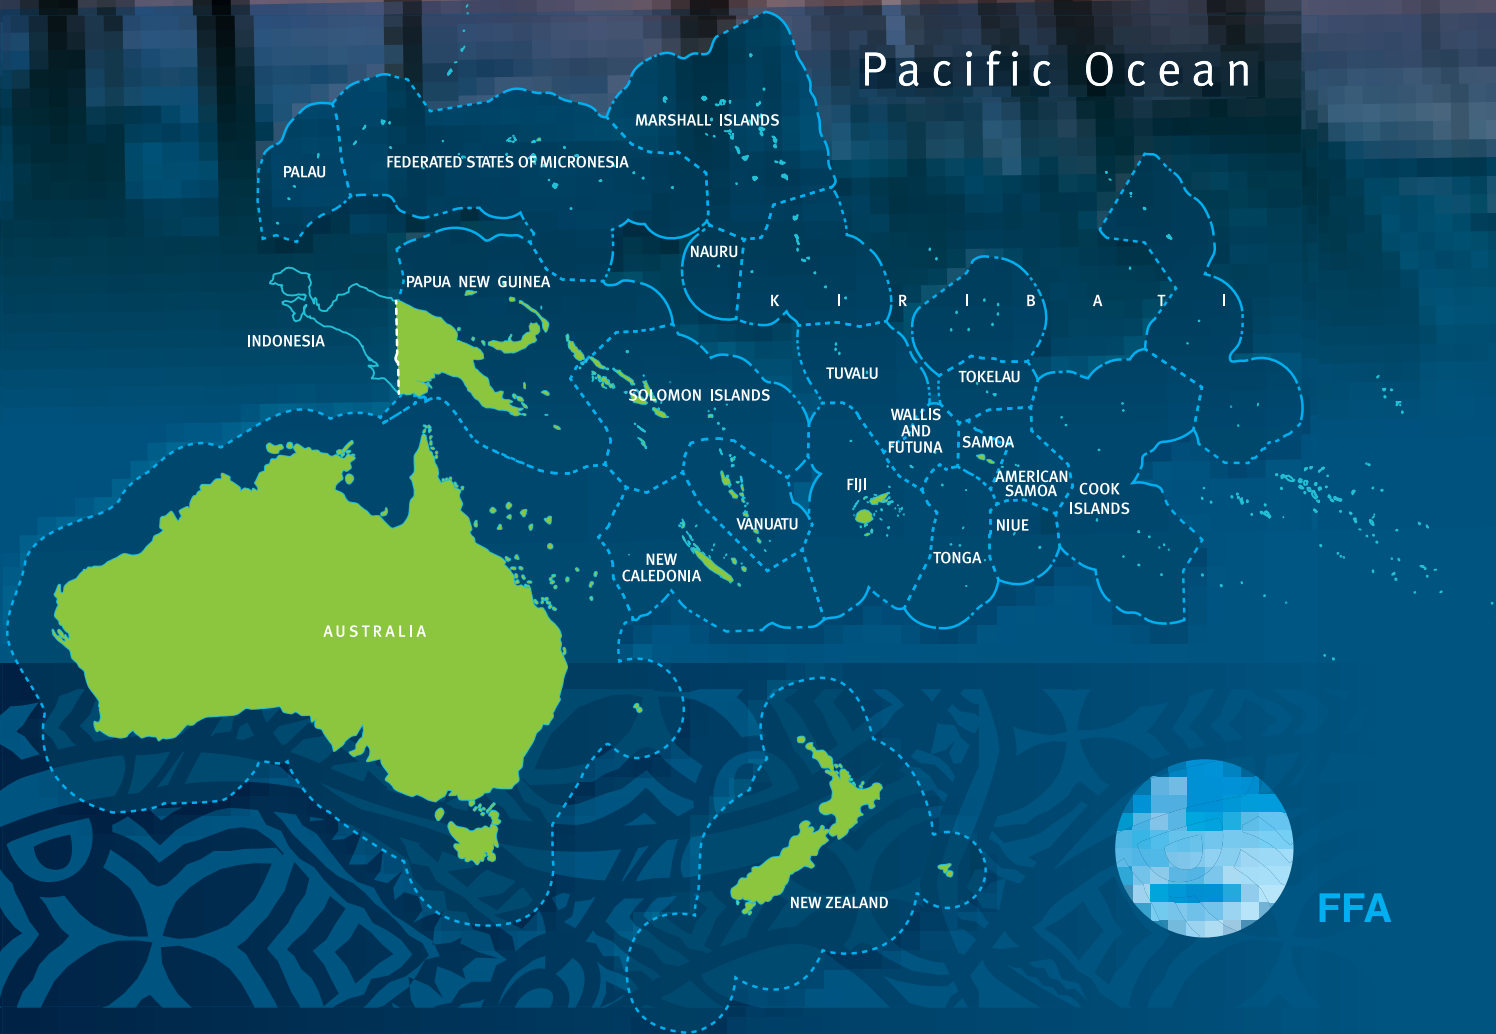 Pacific Ocean
MARSHALL ISLANDS
FEDERATED STATES OF MICRONESIA
PALAU
NAURU
PAPUA NEW GUINEA
KIRIBATI
INDONESIA
TUVALU
TOKELAU
SOLOMON ISLANDS
WALLIS
AND
FUTUNA
SAMOA
AMERICAN
SAMOA
COOK
ISLANDS
FIJI
VANUATU
NIUE
TONGA
NEW
CALEDONIA
AUSTRALIA
NEW ZEALAND
FFA